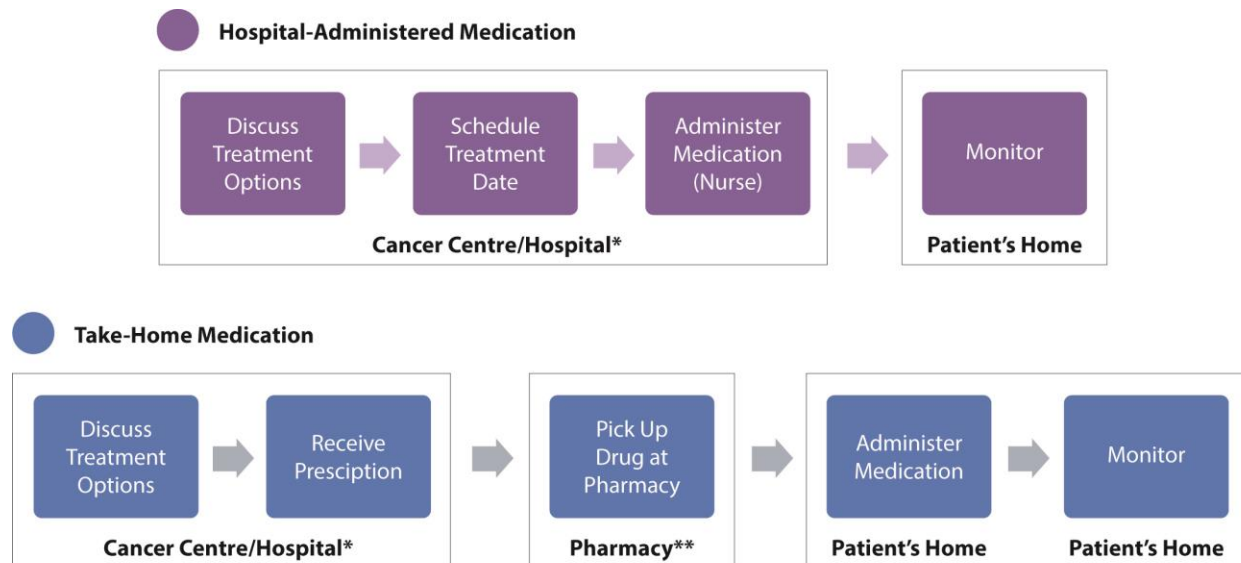 Hospital-Administered Medication
Discuss
Treatment
Options
Schedule
Treatment
Date
Administer
Medication
(Nurse)
Monitor
Cancer Centre/Hospital*
Patient’s Home
Take-Home Medication
Discuss
Treatment
Options
Receive
Presciption
Pick Up
Drug at
Pharmacy
Administer
Medication
Monitor
Cancer Centre/Hospital*
Pharmacy**
Patient’s Home
Patient’s Home